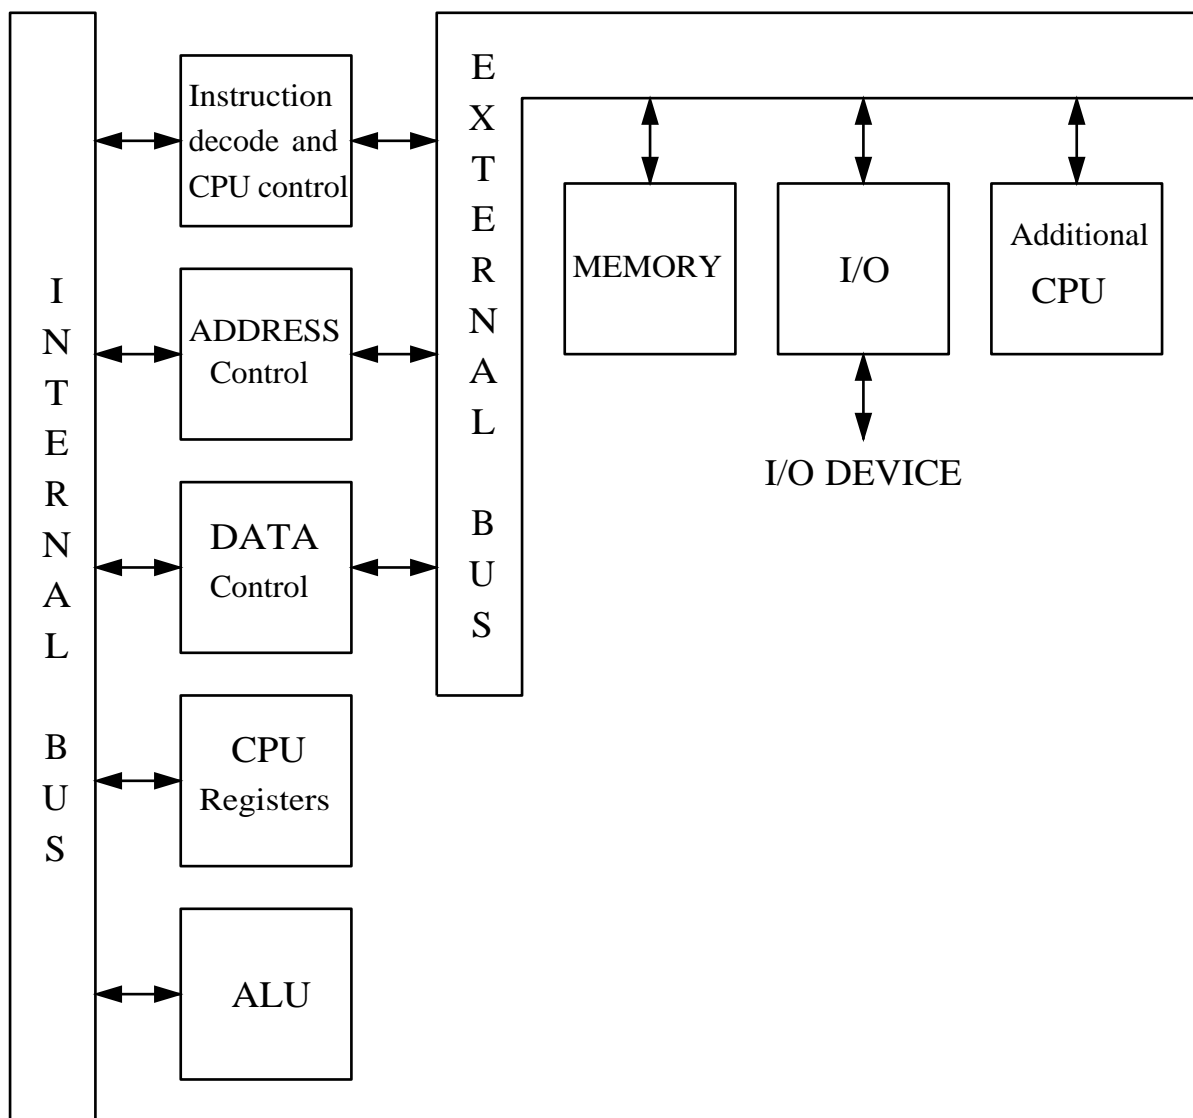 INTERNAL BUS
Instruction
decode and
CPU control
ADDRESS
Control
DATA
Control
CPU
Registers
ALU
EXTERNAL BUS
MEMORY
I/O
Additional
CPU
I/O DEVICE